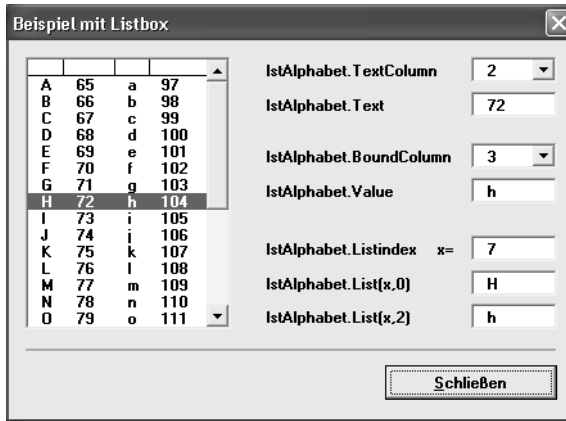 Beispiel mit Listbox
A 65 a 97
B 66 b 98
C 67 c 99
D 68 d 100
E 69 e 101
F 70 f 102
G 71 g 103
H 72 h 104
I 73 i 105
J 74 j 106
K 75 k 107
L 76 l 108
M 77 m 109
N 78 n 110
O 79 o 111
lstAlphabet.TextColumn 2
lstAlphabet.Text 72
lstAlphabet.BoundColumn 3
lstAlphabet.Value h
lstAlphabet.Listindex x= 7
lstAlphabet.List(x,0) H
lstAlphabet.List(x,2) h
Schließen